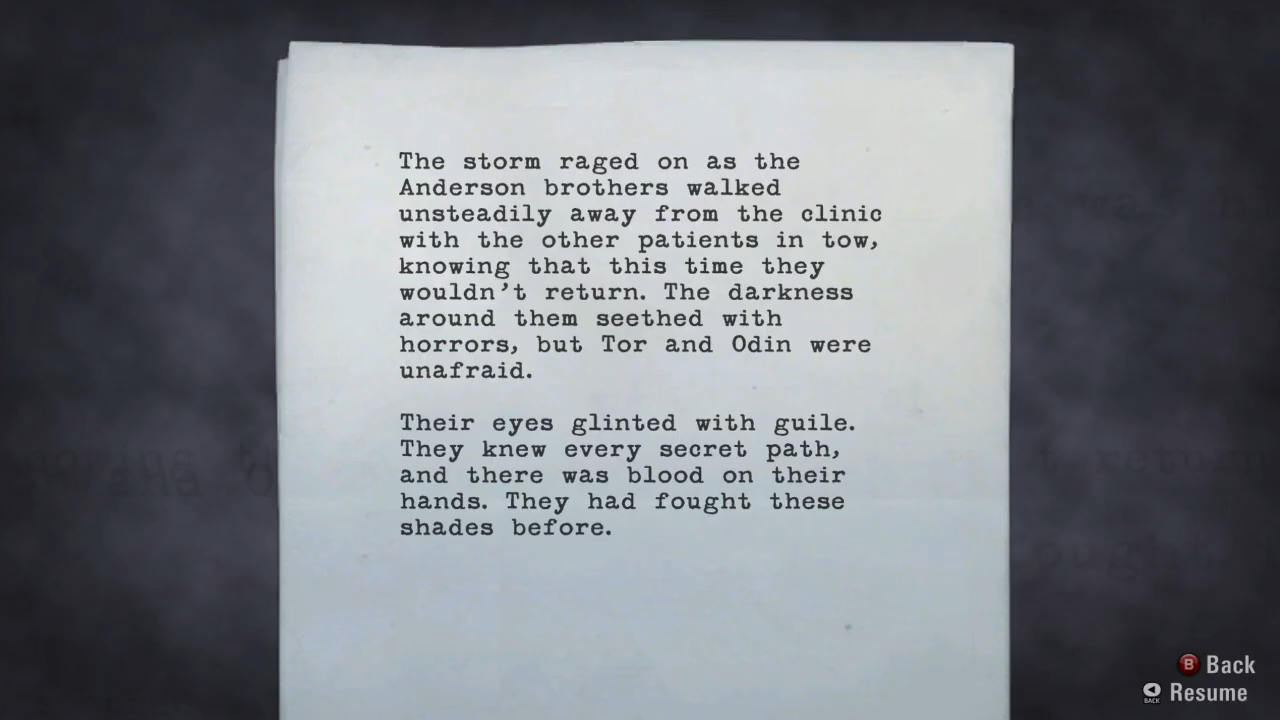 The storm raged on as the
Anderson brothers walked
unsteadily away from the clinic
with the other patients in tow,
knowing that this time they
wouldn't return. The darkness
around them seethed with
horrors, but Tor and Odin were
unafraid.
Their eyes glinted with guile.
They knew every secret path,
and there was blood on their
hands. They had fought these
shades before.
B Back
BACK Resume